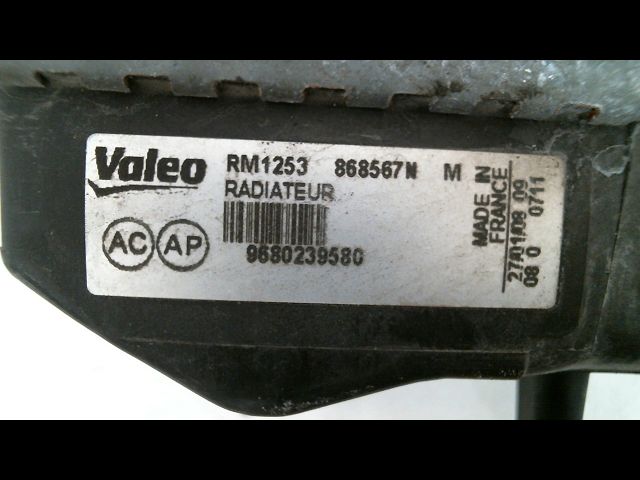 Valeo
RM1253 868567N M
RADIATEUR
AC AP
9680239580
MADE IN
FRANCE
27/01/08 09
08 0 0711